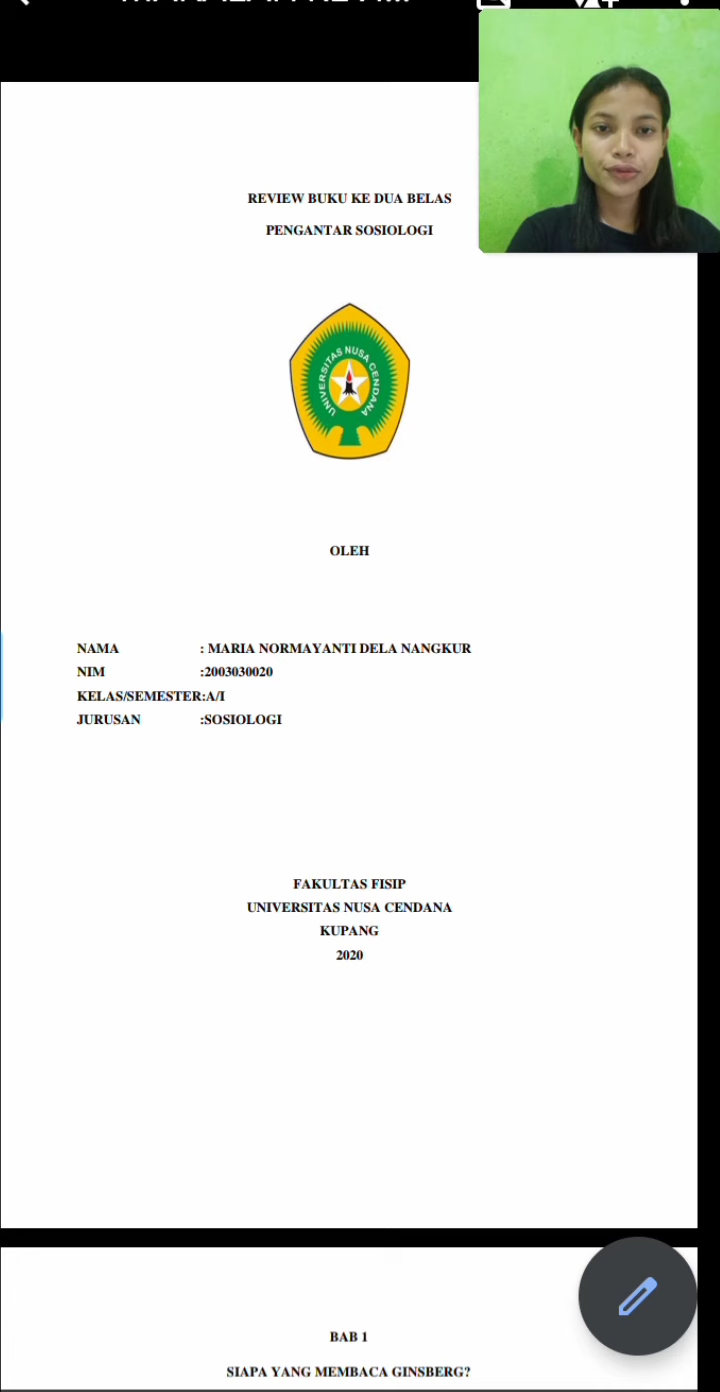 REVIEW BUKU KE DUA BELAS
PENGANTAR SOSIOLOGI
UNIVERSITAS NUSA CENDANA
OLEH
NAMA : MARIA NORMAYANTI DELA NANGKUR
NIM :2003030020
KELAS/SEMESTER:A/I
JURUSAN :SOSIOLOGI
FAKULTAS FISIP
UNIVERSITAS NUSA CENDANA
KUPANG
2020
BAB 1
SIAPA YANG MEMBACA GINSBERG?